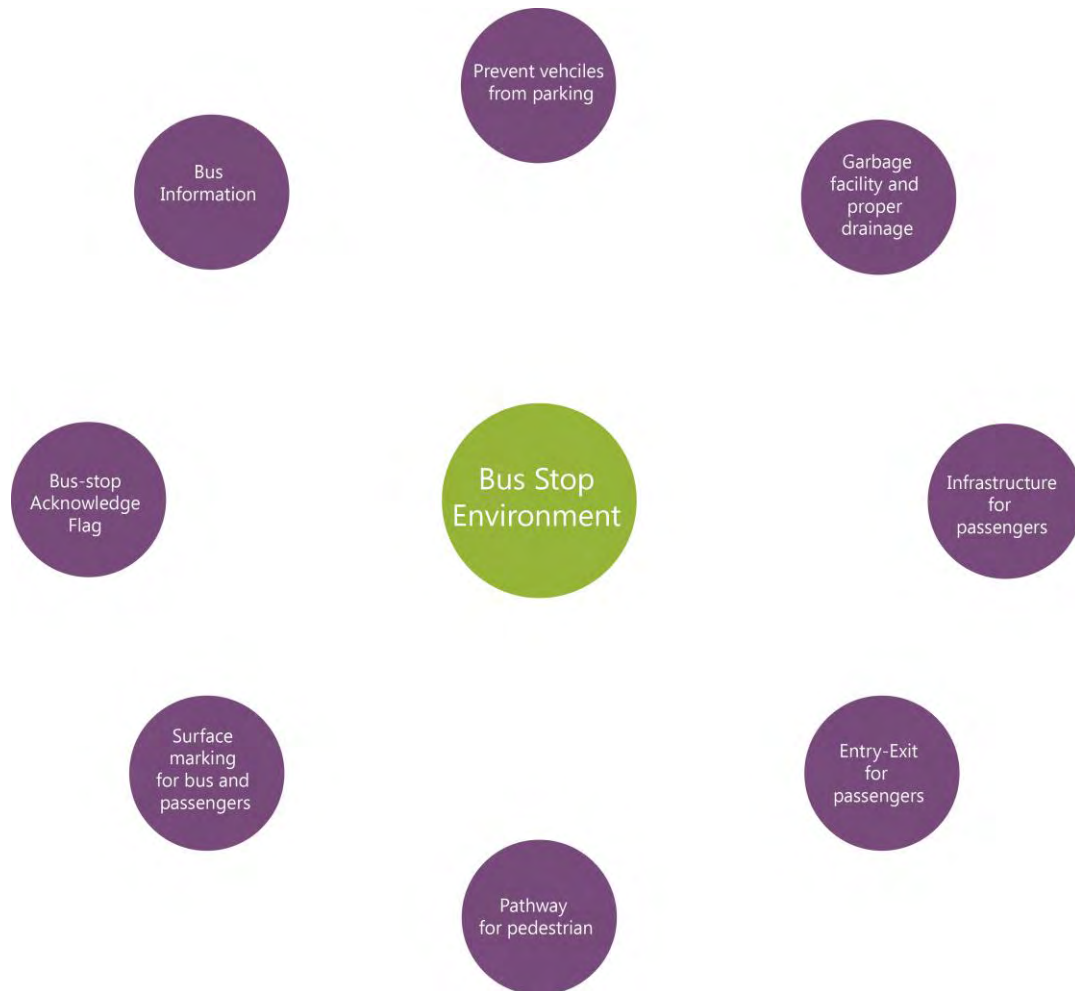 Prevent vehciles
from parking
Bus
Information
Garbage
facility and
proper
drainage
Bus Stop
Environment
Bus-stop
Acknowledge
Flag
Infrastructure
for
passengers
Surface
marking
for bus and
passengers
Entry-Exit
for
passengers
Pathway
for pedestrian